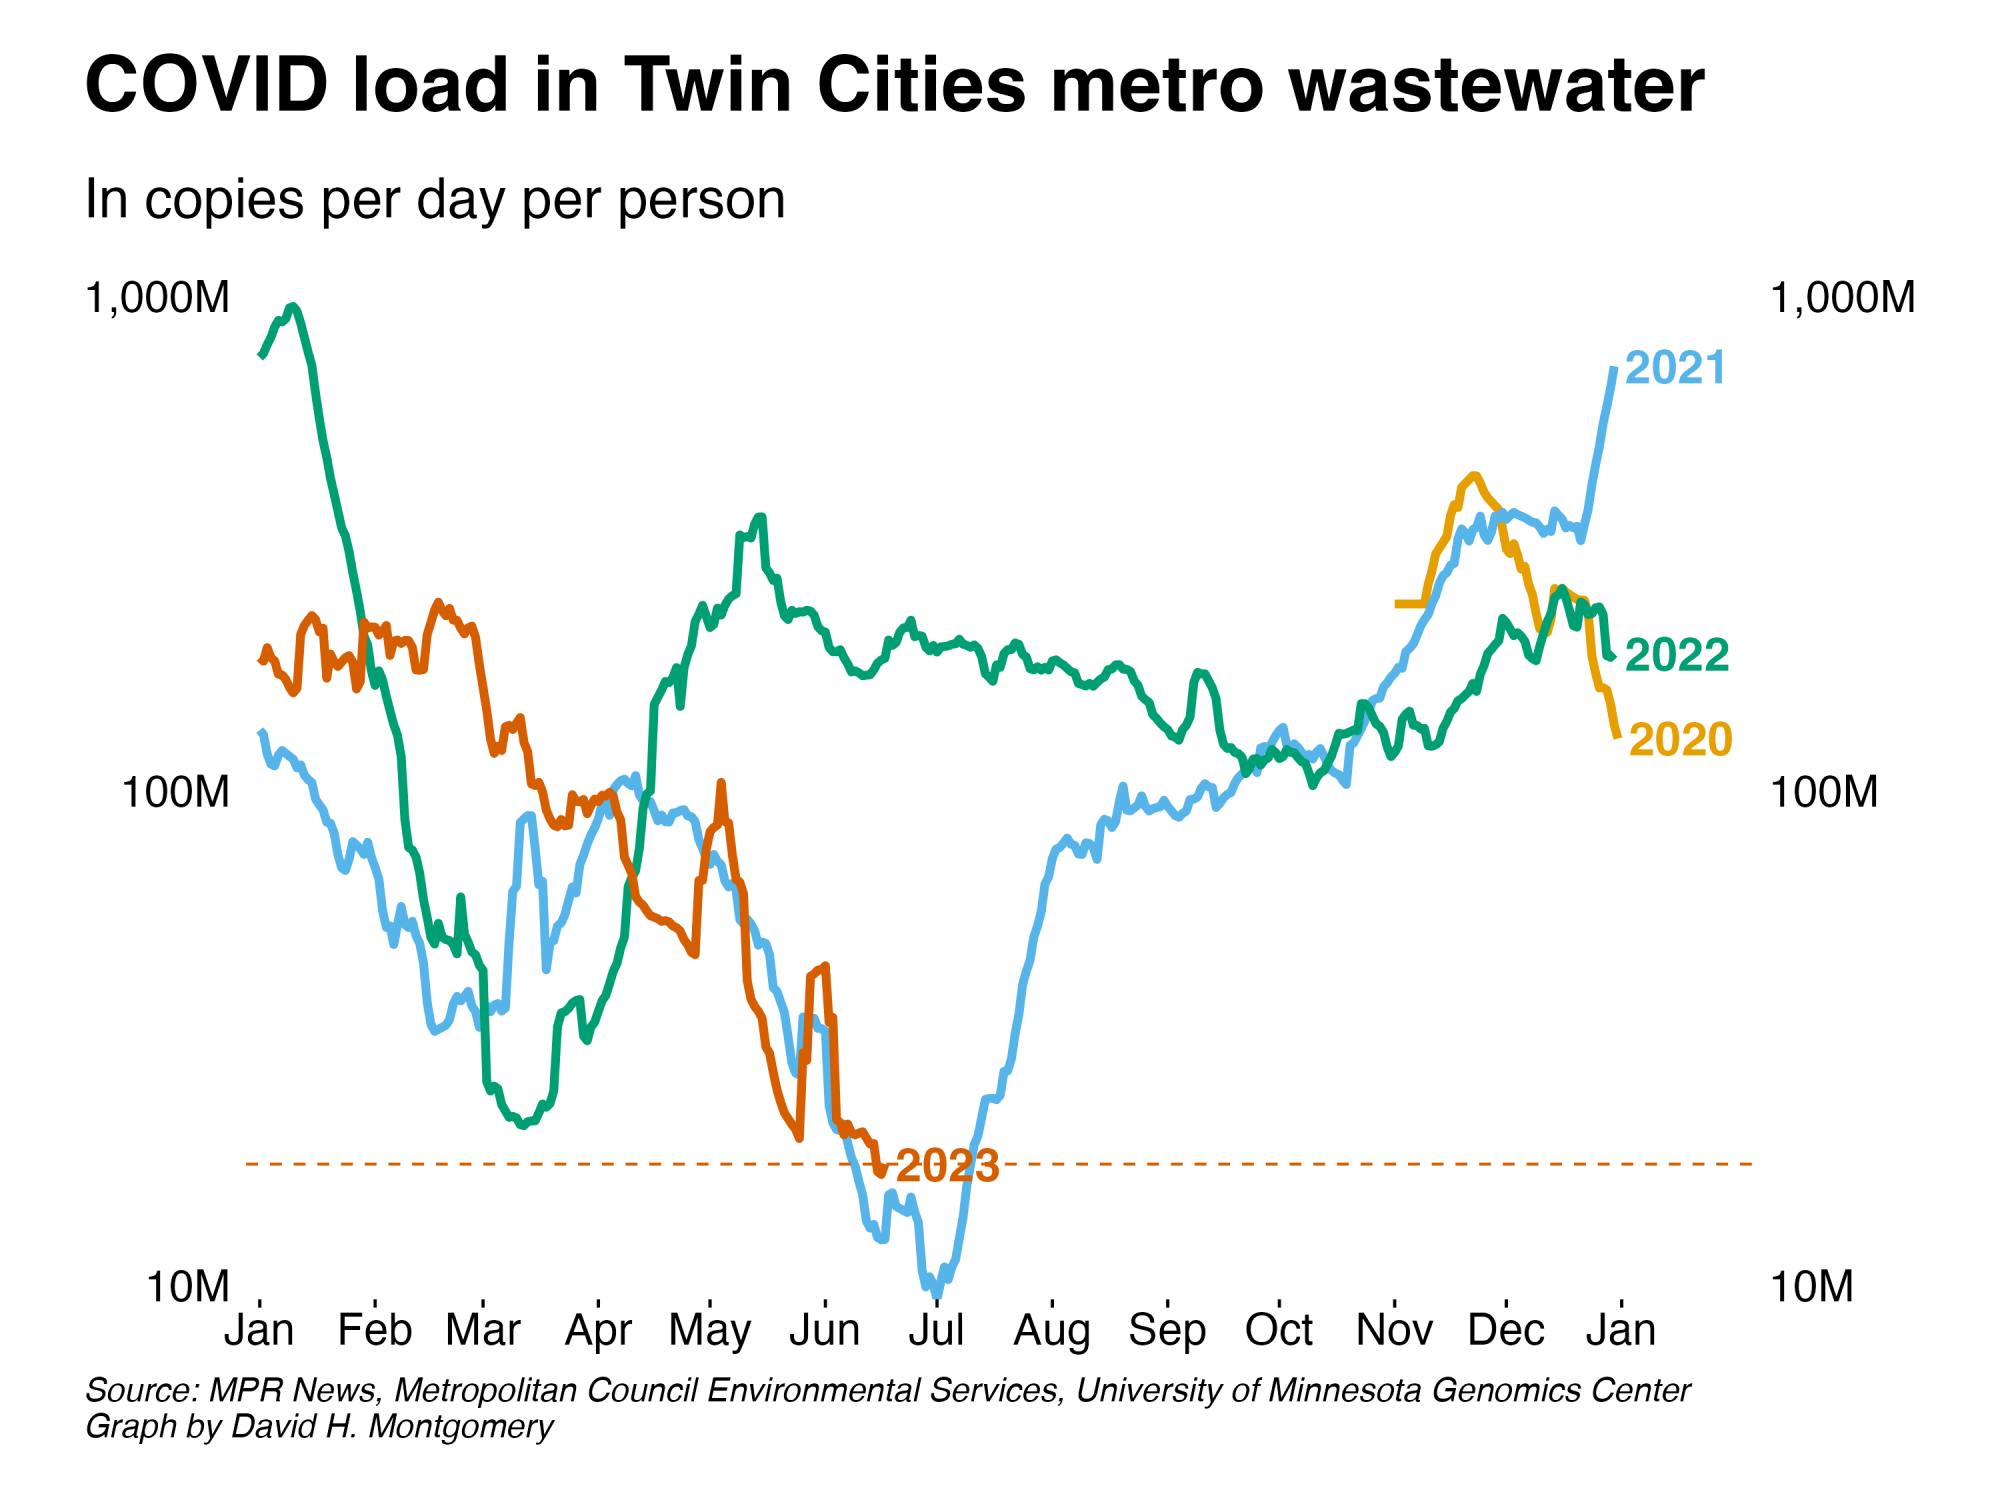 COVID load in Twin Cities metro wastewater
In copies per day per person
1,000M 1,000M
2021
2022
2020
100M 100M
2023
10M 10M
Jan Feb Mar Apr May Jun Jul Aug Sep Oct Nov Dec Jan
Source: MPR News, Metropolitan Council Environmental Services, University of Minnesota Genomics Center
Graph by David H. Montgomery